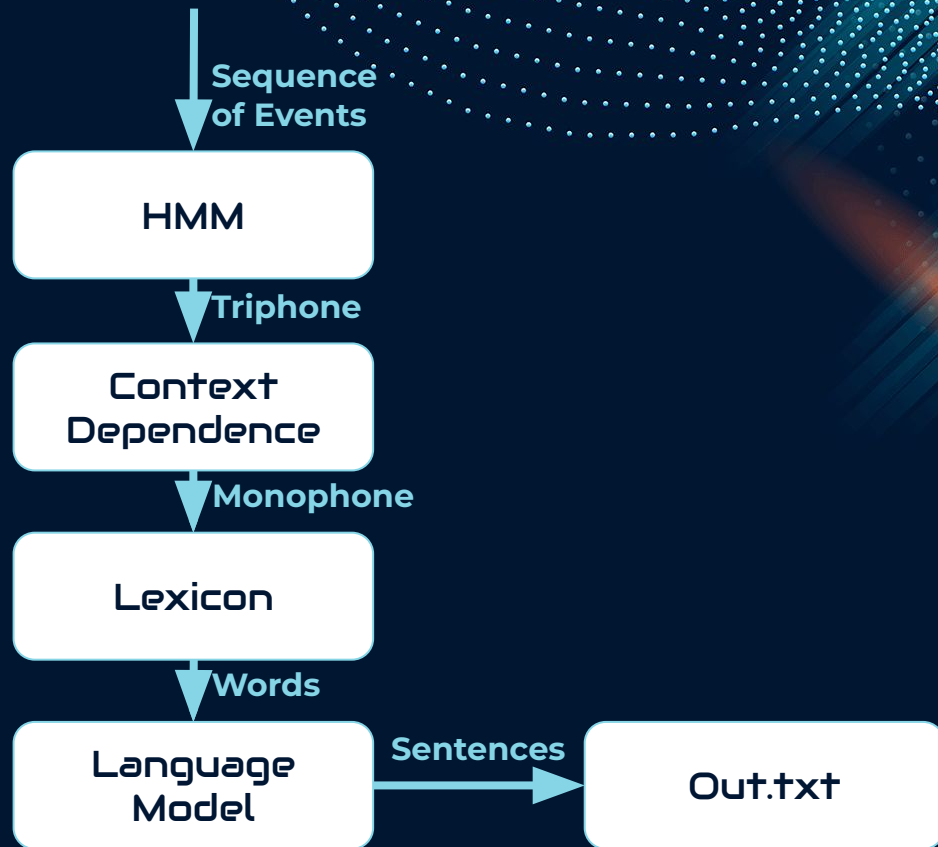 Sequence
of Events
HMM
Triphone
Context
Dependence
Monophone
Lexicon
Words
Language
Model
Sentences
Out.txt